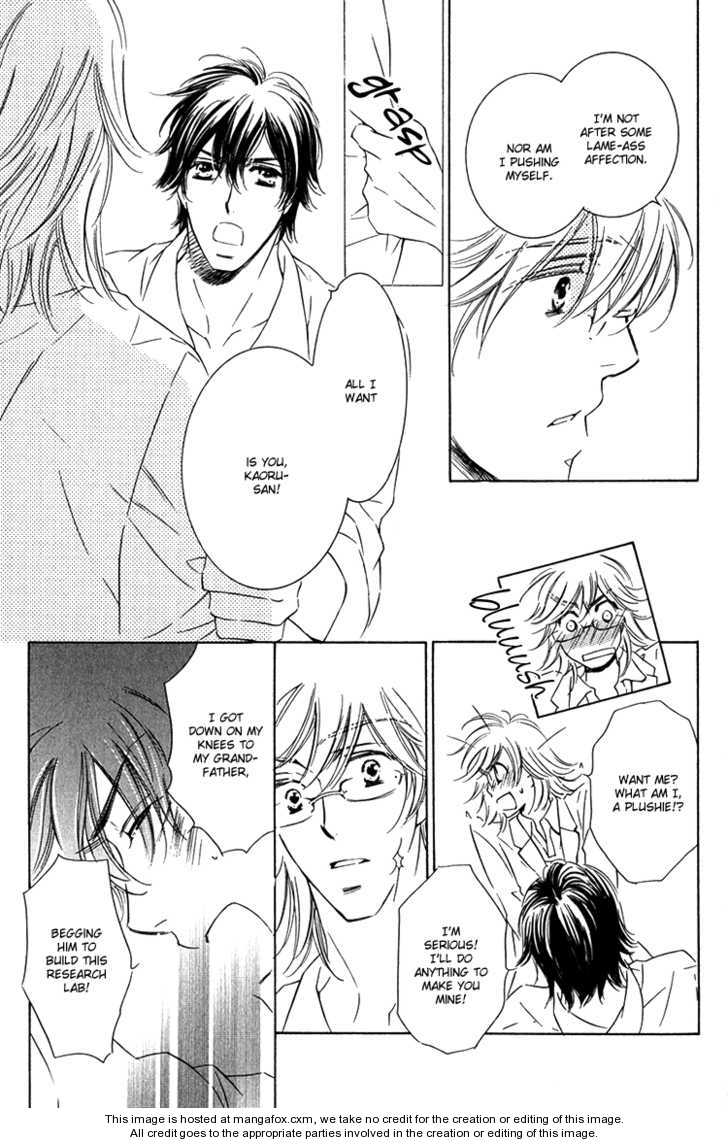 I'M NOT
AFTER SOME
LAME-ASS
AFFECTION.
NOR AM
I PUSHING
MYSELF.
grasp
ALL I
WANT
IS YOU,
KAORU-
SAN!
bluuush
WANT ME?
WHAT AM I,
A PLUSHIE!?
I'M
SERIOUS!
I'LL DO
ANYTHING TO
MAKE YOU
MINE!
I GOT
DOWN ON MY
KNEES TO
MY GRAND-
FATHER,
BEGGING
HIM TO
BUILD THIS
RESEARCH
LAB!
This image is hosted at mangafox.cxm, we take no credit for the creation or editing of this image.
All credit goes to the appropriate parties involved in the creation or editing of this image.